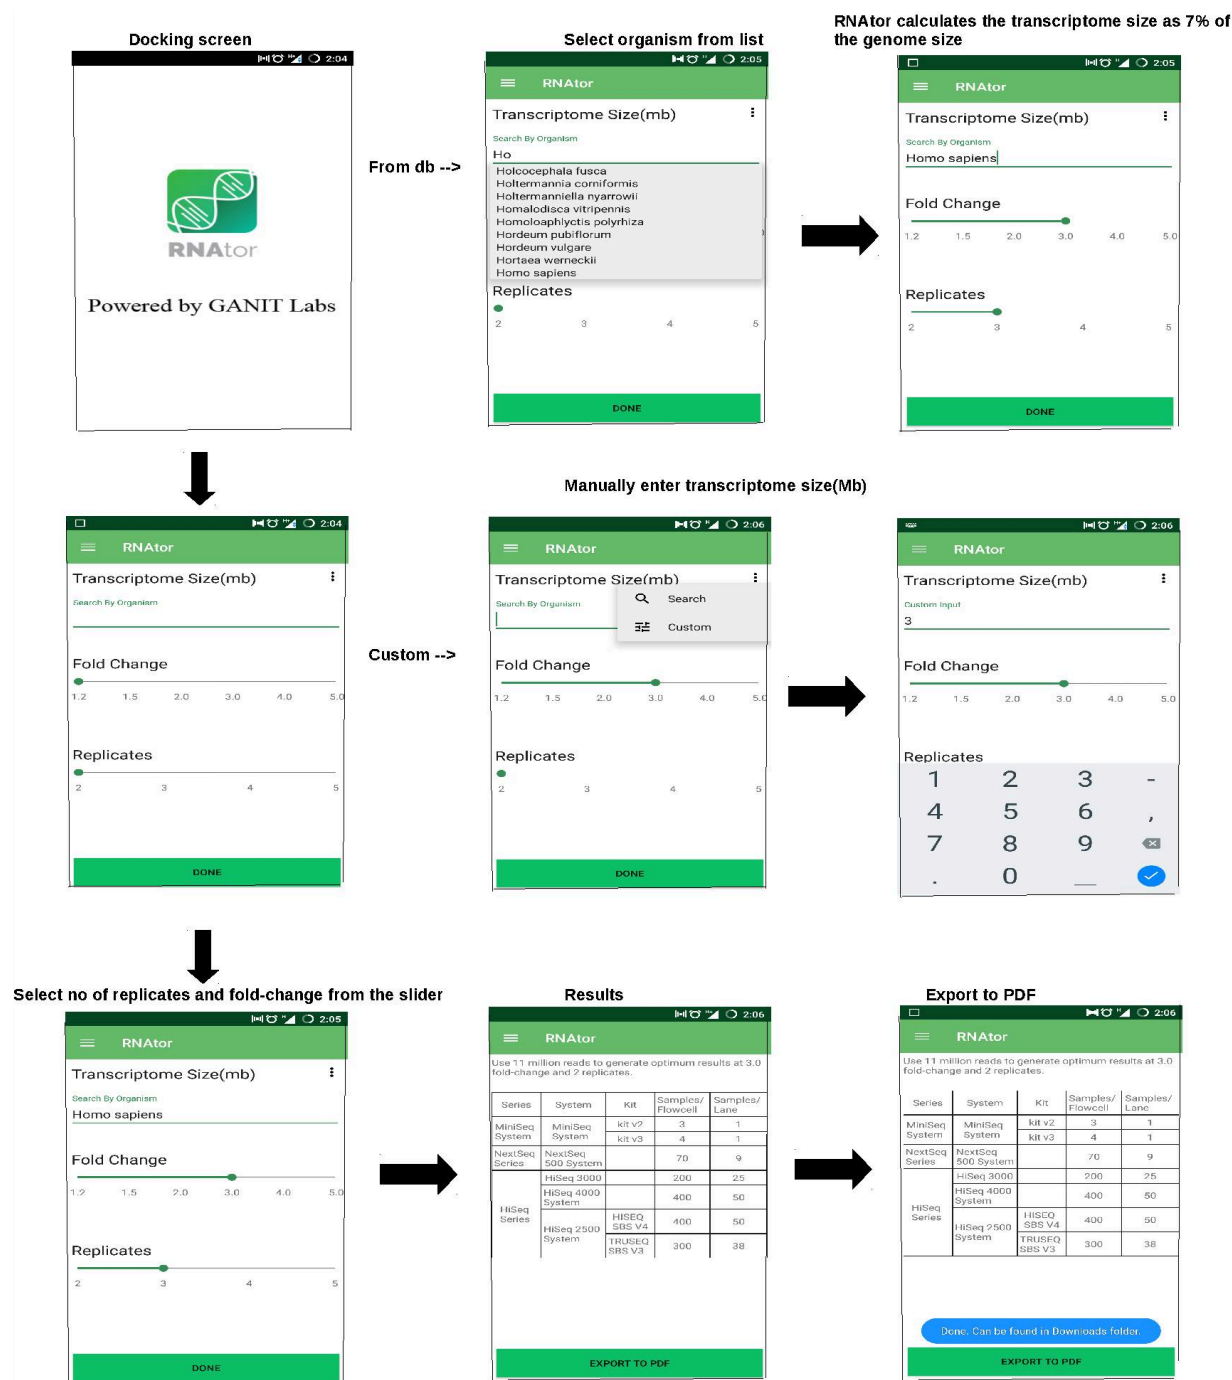 Docking screen
2:04
RNAtor
Powered by GANIT Labs
From db -->
Select organism from list
2:05
RNAtor
Transcriptome Size(mb)
Search By Organism
Ho
Holcocephala fusca
Holtermannia corniformis
Holtermanniella nyarrowii
Homalodisca vitripennis
Homoloaphlyctis polyrhiza
Hordeum pubiflorum
Hordeum vulgare
Hortaea werneckii
Homo sapiens
Replicates
2 3 4 5
DONE
RNAtor calculates the transcriptome size as 7% of
the genome size
2:05
RNAtor
Transcriptome Size(mb)
Search By Organism
Homo sapiens
Fold Change
1.2 1.5 2.0 3.0 4.0 5.0
Replicates
2 3 4 5
DONE
2:04
RNAtor
Transcriptome Size(mb)
Search By Organism
Fold Change
1.2 1.5 2.0 3.0 4.0 5.0
Replicates
2 3 4 5
DONE
Custom -->
Manually enter transcriptome size(Mb)
2:06
RNAtor
Transcriptome Size(mb)
Search By Organism
Search
Custom
Fold Change
1.2 1.5 2.0 3.0 4.0 5.0
Replicates
2 3 4 5
DONE
2:06
RNAtor
Transcriptome Size(mb)
Custom Input
3
Fold Change
1.2 1.5 2.0 3.0 4.0 5.0
Replicates
1 2 3 -
4 5 6 ,
7 8 9
. 0 _
Select no of replicates and fold-change from the slider
2:05
RNAtor
Transcriptome Size(mb)
Search By Organism
Homo sapiens
Fold Change
1.2 1.5 2.0 3.0 4.0 5.0
Replicates
2 3 4 5
DONE
Results
2:06
RNAtor
Use 11 million reads to generate optimum results at 3.0
fold-change and 2 replicates.
Series System Kit Samples/Flowcell Samples/Lane
MiniSeq System MiniSeq System kit v2 3 1
kit v3 4 1
NextSeq Series NextSeq 500 System 70 9
HiSeq Series HiSeq 3000 200 25
HiSeq 4000 System 400 50
HiSeq 2500 System HISEQ SBS V4 400 50
TRUSEQ SBS V3 300 38
EXPORT TO PDF
Export to PDF
2:06
RNAtor
Use 11 million reads to generate optimum results at 3.0
fold-change and 2 replicates.
Series System Kit Samples/Flowcell Samples/Lane
MiniSeq System MiniSeq System kit v2 3 1
kit v3 4 1
NextSeq Series NextSeq 500 System 70 9
HiSeq Series HiSeq 3000 200 25
HiSeq 4000 System 400 50
HiSeq 2500 System HISEQ SBS V4 400 50
TRUSEQ SBS V3 300 38
Done. Can be found in Downloads folder.
EXPORT TO PDF